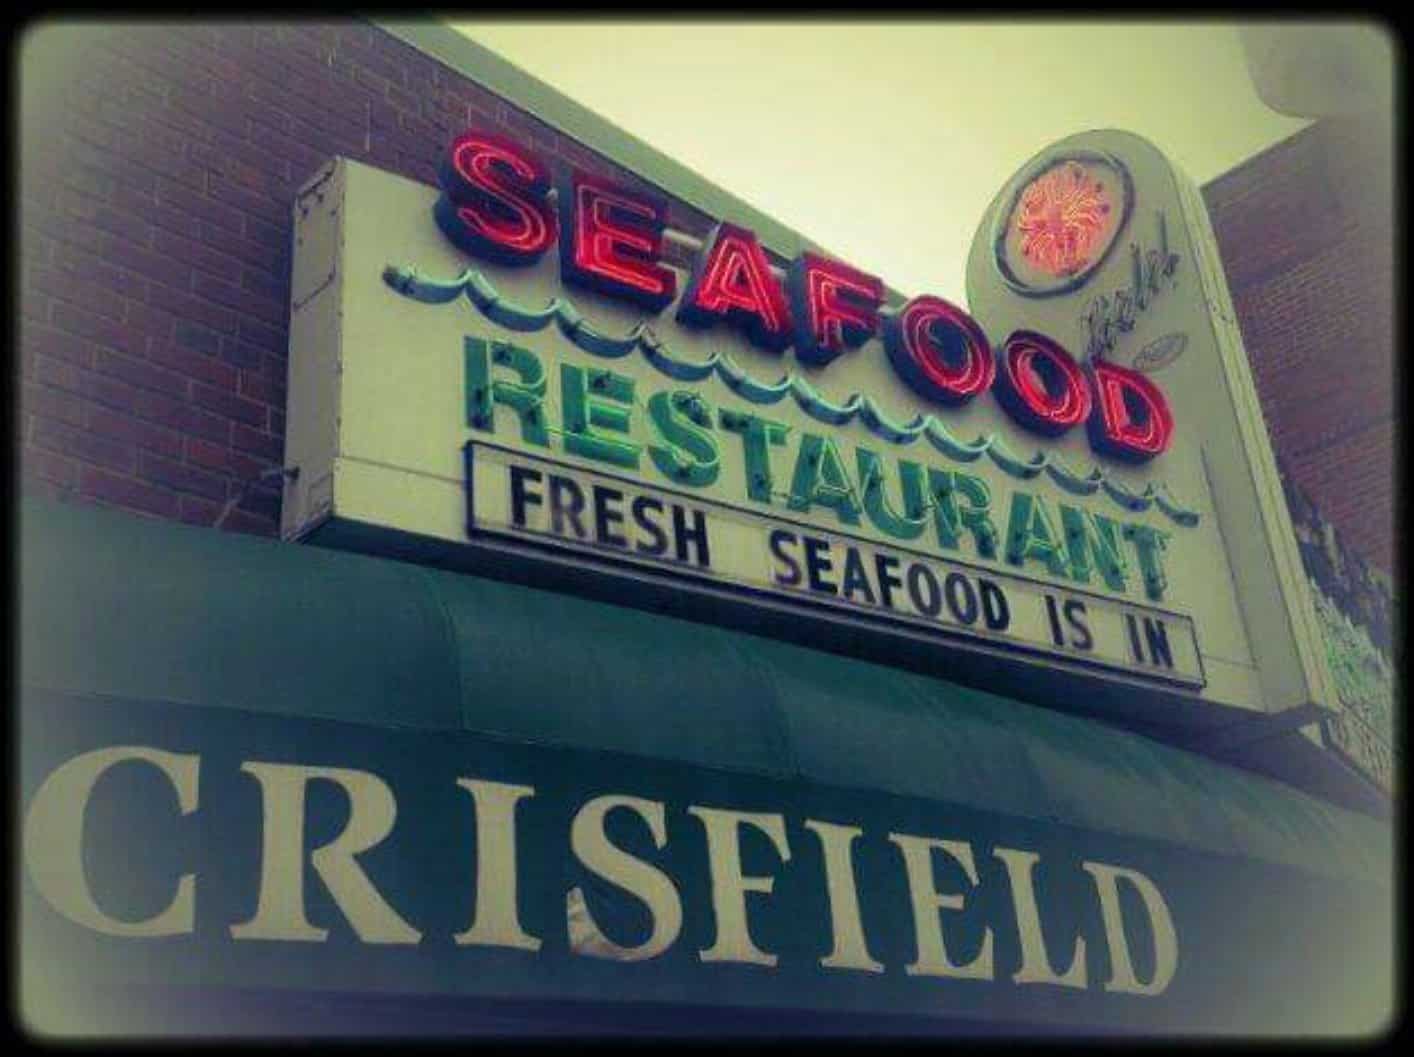 SEAFOOD
RESTAURANT
FRESH SEAFOOD IS IN
CRISFIELD